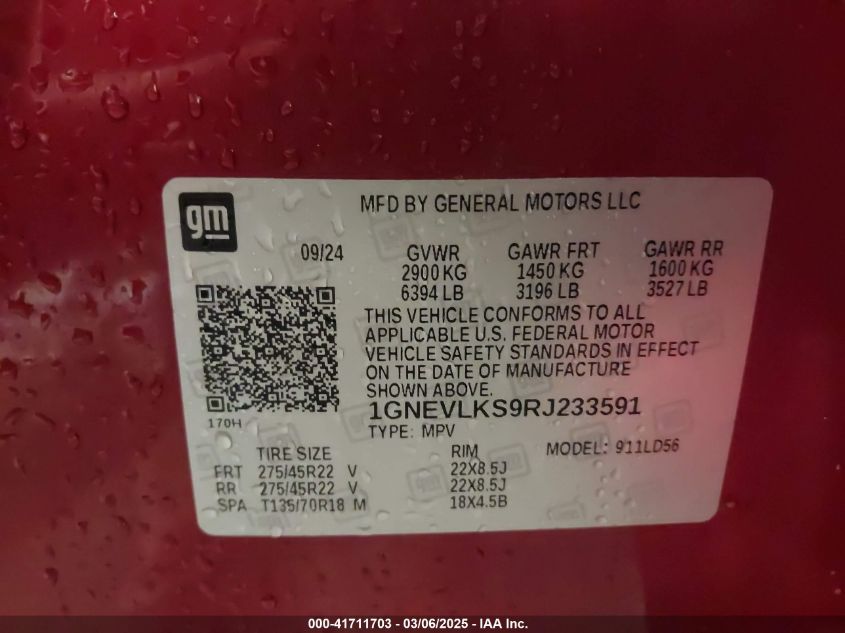 gm
MFD BY GENERAL MOTORS LLC
09/24 GVWR GAWR FRT GAWR RR
2900 KG 1450 KG 1600 KG
6394 LB 3196 LB 3527 LB
THIS VEHICLE CONFORMS TO ALL
APPLICABLE U.S. FEDERAL MOTOR
VEHICLE SAFETY STANDARDS IN EFFECT
ON THE DATE OF MANUFACTURE
SHOWN ABOVE.
1GNEVLKS9RJ233591
170H
TYPE: MPV
TIRE SIZE RIM MODEL: 911LD56
FRT 275/45R22 V 22X8.5J
RR 275/45R22 V 22X8.5J
SPA T135/70R18 M 18X4.5B
000-41711703 - 03/06/2025 - IAA Inc.